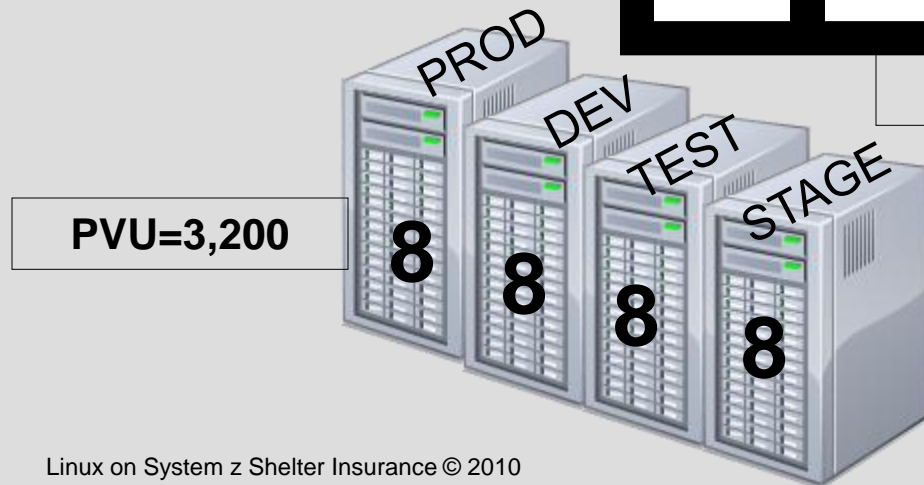 PROD
DEV
TEST
STAGE
PVU=3,200
8
8
8
8
Linux on System z Shelter Insurance © 2010